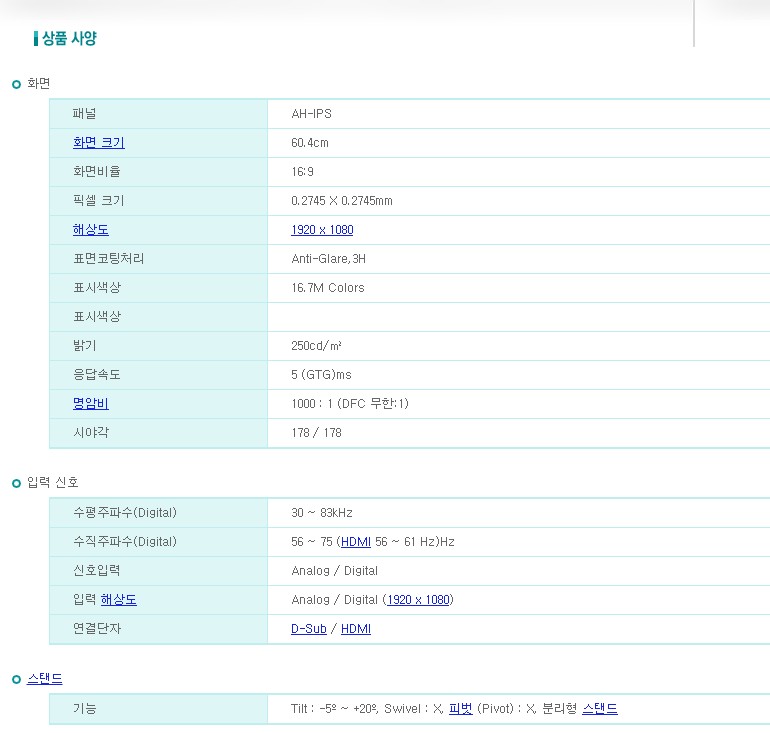 상품 사양
화면
패널 AH-IPS
화면 크기 60.4cm
화면비율 16:9
픽셀 크기 0.2745 X 0.2745mm
해상도 1920 x 1080
표면코팅처리 Anti-Glare,3H
표시색상 16.7M Colors
표시색상
밝기 250cd/㎡
응답속도 5 (GTG)ms
명암비 1000 : 1 (DFC 무한:1)
시야각 178 / 178
입력 신호
수평주파수(Digital) 30 ~ 83kHz
수직주파수(Digital) 56 ~ 75 (HDMI 56 ~ 61 Hz)Hz
신호입력 Analog / Digital
입력 해상도 Analog / Digital (1920 x 1080)
연결단자 D-Sub / HDMI
스탠드
기능 Tilt : -5º ~ +20º, Swivel : X, 피벗 (Pivot) : X, 분리형 스탠드